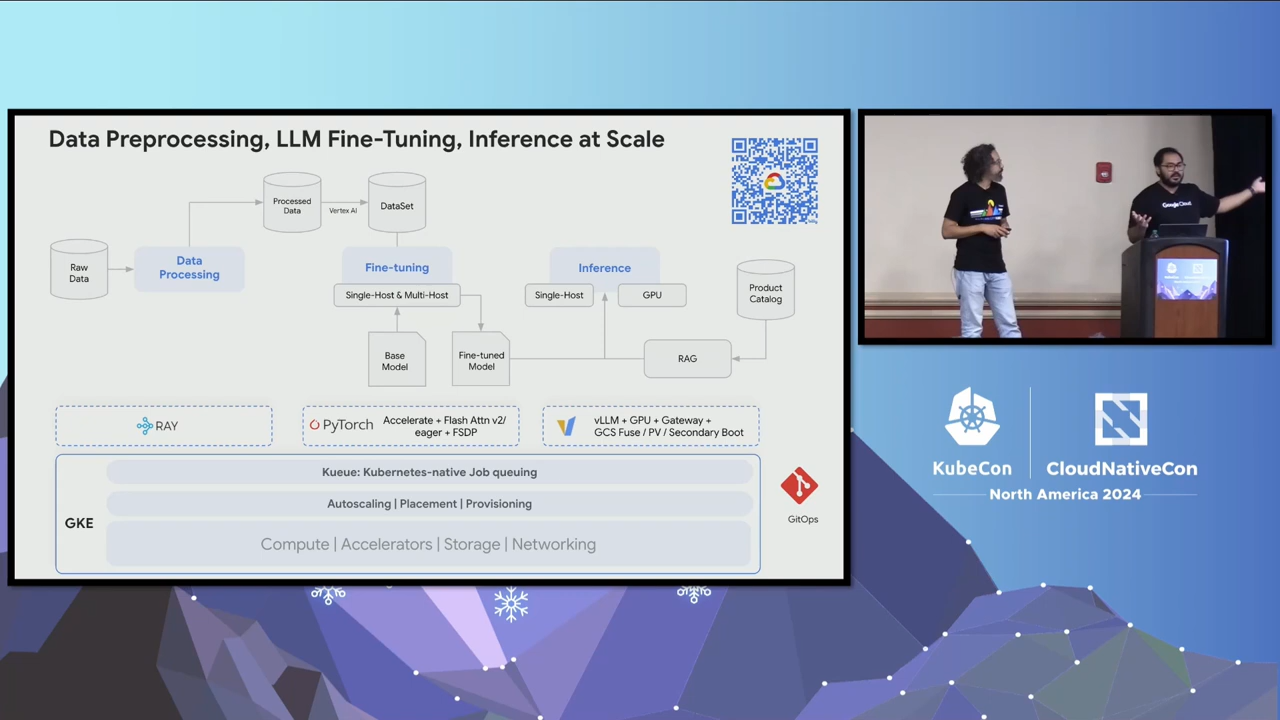 Data Preprocessing, LLM Fine-Tuning, Inference at Scale
Processed
Data
Vertex AI
DataSet
Raw
Data
Data
Processing
Fine-tuning
Single-Host & Multi-Host
Inference
Single-Host
GPU
Product
Catalog
Base
Model
Fine-tuned
Model
RAG
RAY
PyTorch
Accelerate + Flash Attn v2/
eager + FSDP
vLLM + GPU + Gateway +
GCS Fuse / PV / Secondary Boot
GKE
Kueue: Kubernetes-native Job queuing
Autoscaling | Placement | Provisioning
Compute | Accelerators | Storage | Networking
GitOps
Google Cloud
KubeCon
CloudNativeCon
North America 2024